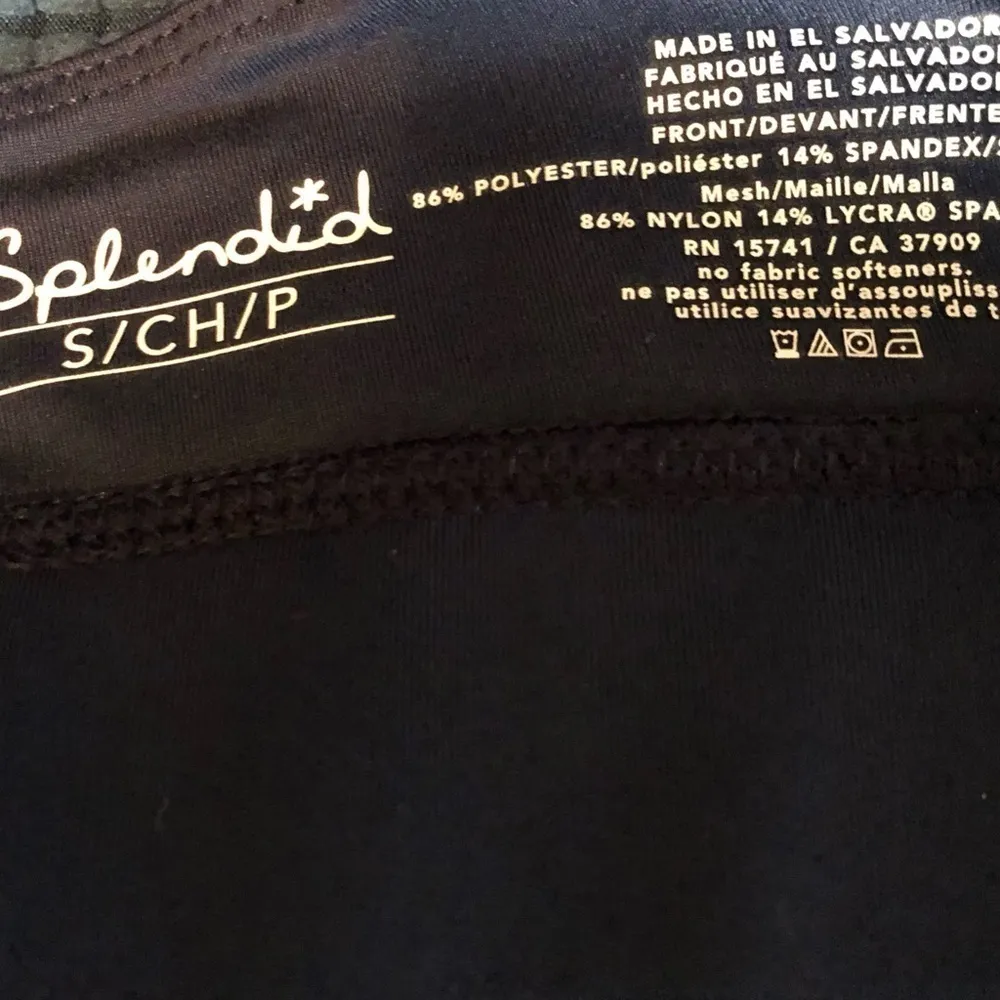 Splendid
S/CH/P
MADE IN EL SALVADOR
FABRIQUÉ AU SALVADOR
HECHO EN EL SALVADOR
FRONT/DEVANT/FRENTE
86% POLYESTER/poliéster 14% SPANDEX/
Mesh/Maille/Malla
86% NYLON 14% LYCRA®
RN 15741 / CA 37909
no fabric softeners.
ne pas utiliser
utilice suavizantes de